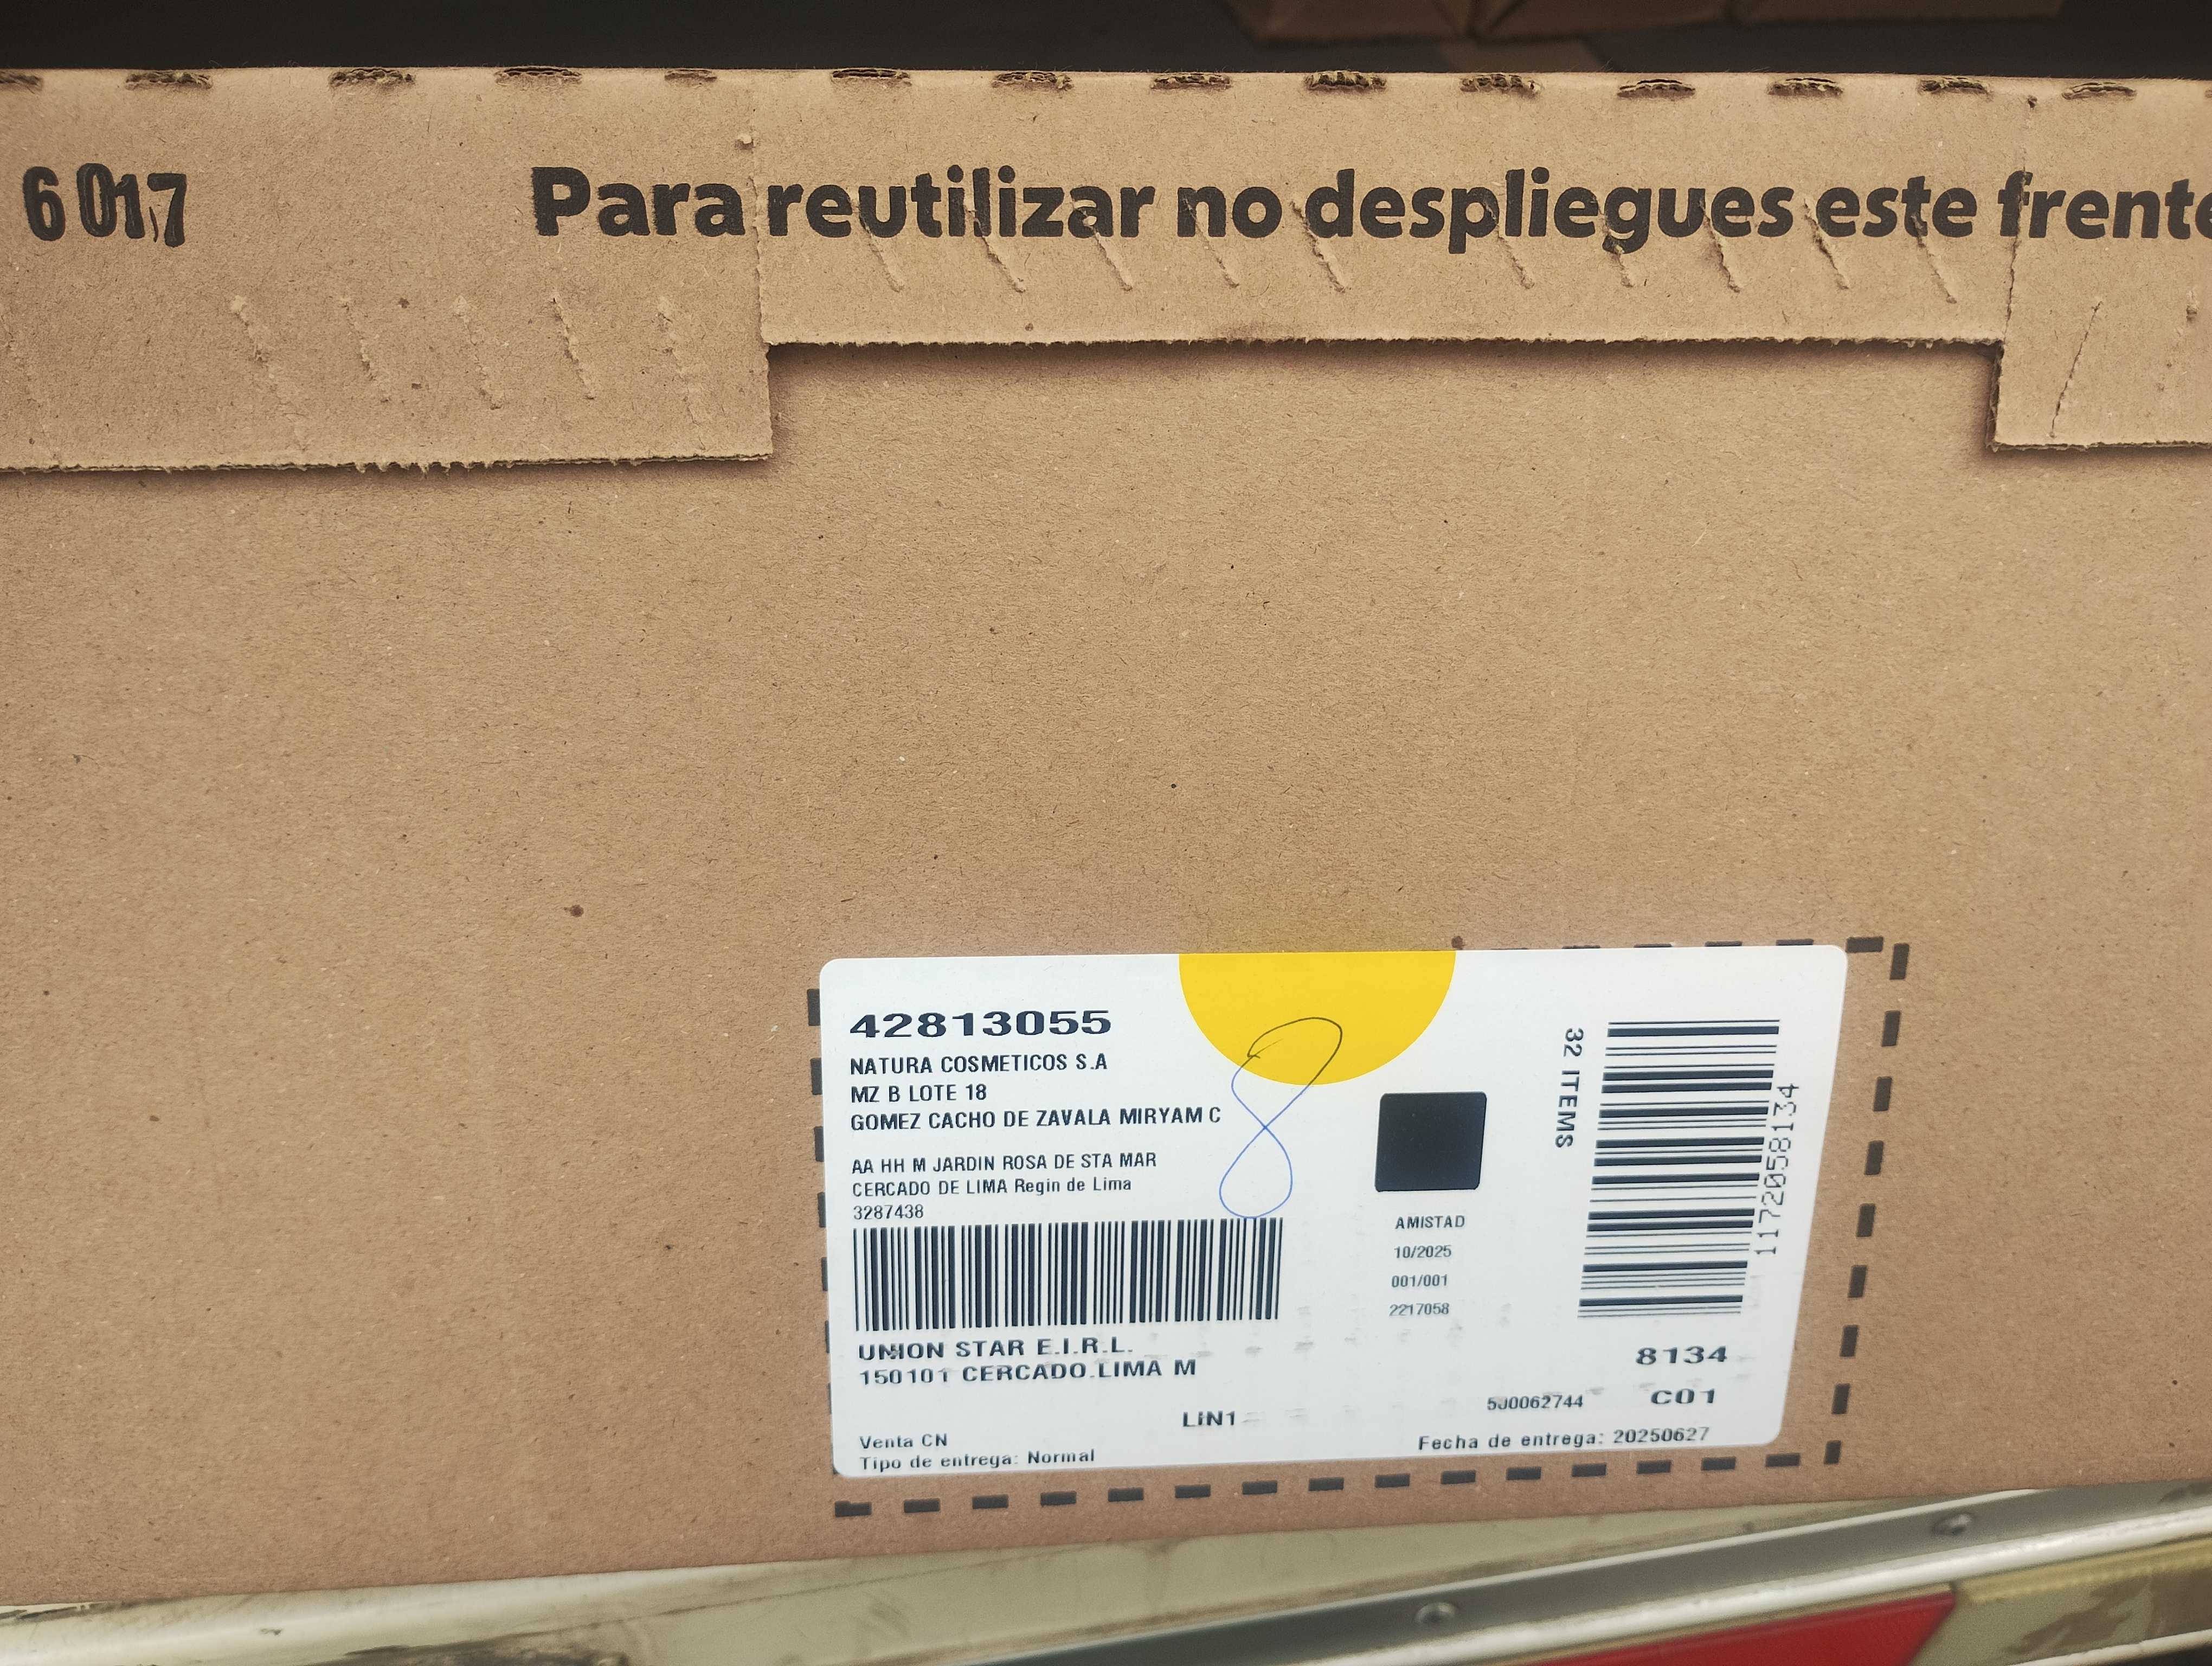 6017
Para reutilizar no despliegues este frente
42813055
NATURA COSMETICOS S.A
MZ B LOTE 18
GOMEZ CACHO DE ZAVALA MIRYAM C
AA HH M JARDIN ROSA DE STA MAR
CERCADO DE LIMA Regin de Lima
3287438
8
AMISTAD
10/2025
001/001
2217058
32 ITEMS
1172058134
UNION STAR E.I.R.L.
150101 CERCADO.LIMA M
8134
LIN1
500062744
C01
Venta CN
Tipo de entrega: Normal
Fecha de entrega: 20250627